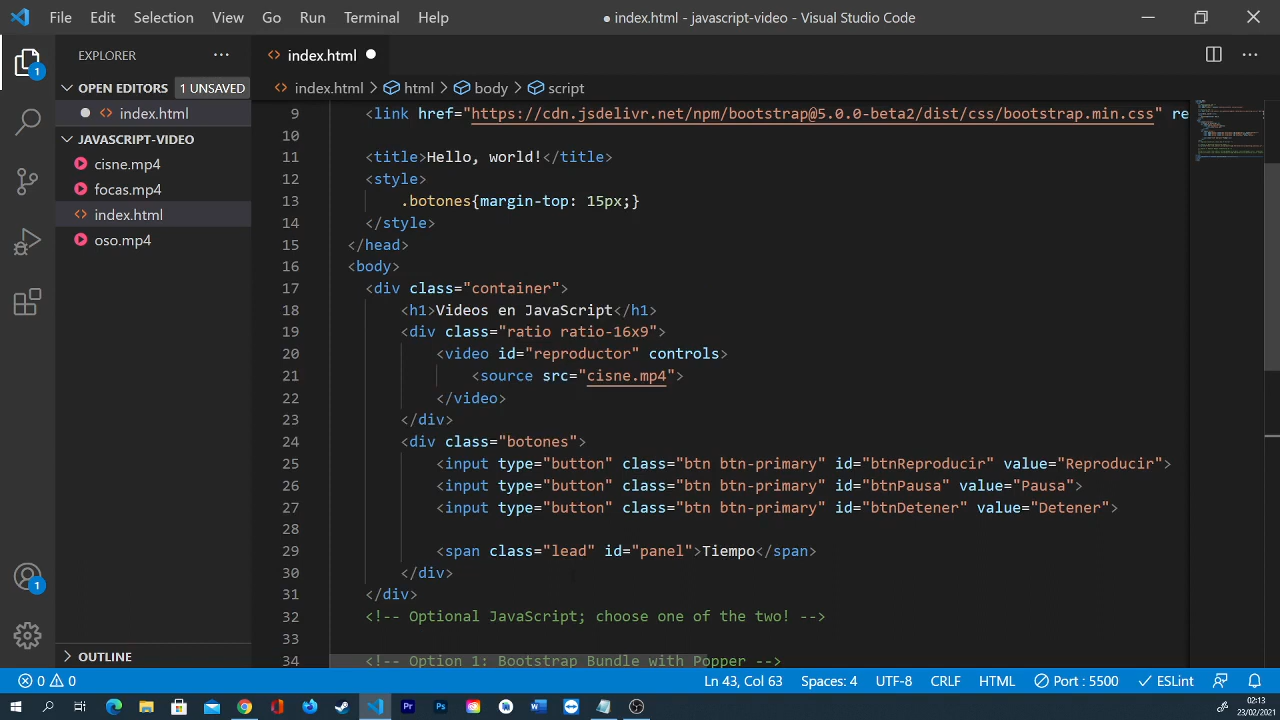 File Edit Selection View Go Run Terminal Help
● index.html - javascript-video - Visual Studio Code
EXPLORER
index.html
OPEN EDITORS 1 UNSAVED
index.html > html > body > script
index.html
JAVASCRIPT-VIDEO
cisne.mp4
focas.mp4
index.html
oso.mp4
OUTLINE
1
1
9 <link href="https://cdn.jsdelivr.net/npm/bootstrap@5.0.0-beta2/dist/css/bootstrap.min.css" re
10
11 <title>Hello, world!</title>
12 <style>
13 .botones{margin-top: 15px;}
14 </style>
15 </head>
16 <body>
17 <div class="container">
18 <h1>Videos en JavaScript</h1>
19 <div class="ratio ratio-16x9">
20 <video id="reproductor" controls>
21 <source src="cisne.mp4">
22 </video>
23 </div>
24 <div class="botones">
25 <input type="button" class="btn btn-primary" id="btnReproducir" value="Reproducir">
26 <input type="button" class="btn btn-primary" id="btnPausa" value="Pausa">
27 <input type="button" class="btn btn-primary" id="btnDetener" value="Detener">
28
29 <span class="lead" id="panel">Tiempo</span>
30 </div>
31 </div>
32 <!-- Optional JavaScript; choose one of the two! -->
33
34 <!-- Option 1: Bootstrap Bundle with Popper -->
0 0 Ln 43, Col 63 Spaces: 4 UTF-8 CRLF HTML Port : 5500 ESLint
02:13
23/02/2021